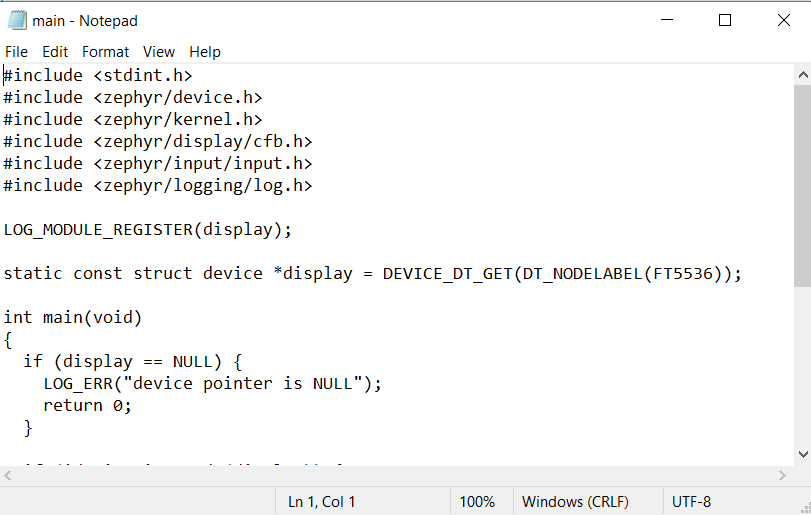 main - Notepad
File Edit Format View Help
#include <stdint.h>
#include <zephyr/device.h>
#include <zephyr/kernel.h>
#include <zephyr/display/cfb.h>
#include <zephyr/input/input.h>
#include <zephyr/logging/log.h>
LOG_MODULE_REGISTER(display);
static const struct device *display = DEVICE_DT_GET(DT_NODELABEL(FT5536));
int main(void)
{
  if (display == NULL) {
    LOG_ERR("device pointer is NULL");
    return 0;
  }
Ln 1, Col 1 100% Windows (CRLF) UTF-8